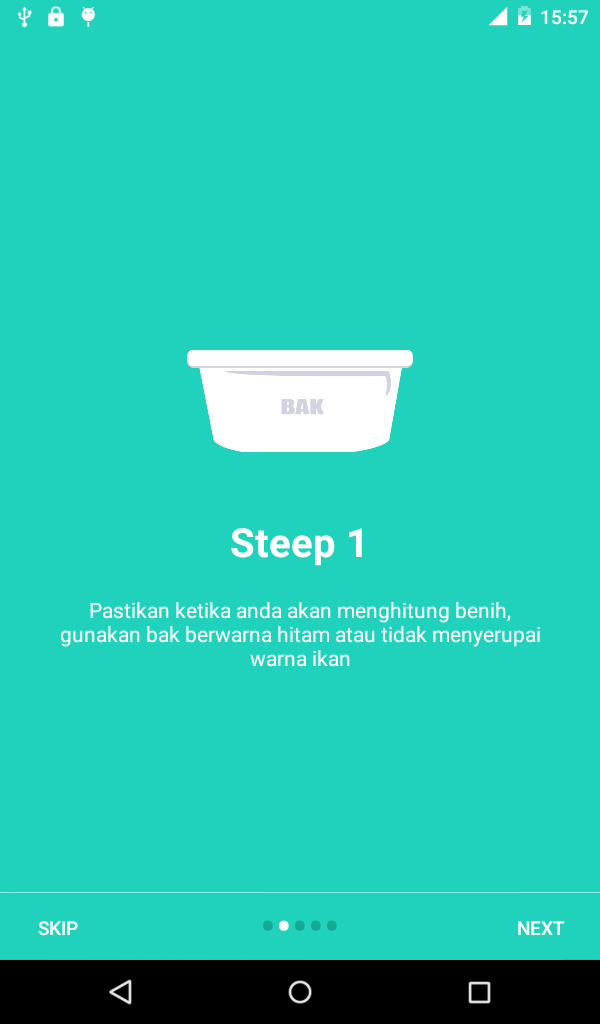 15:57
BAK
Steep 1
Pastikan ketika anda akan menghitung benih,
gunakan bak berwarna hitam atau tidak menyerupai
warna ikan
SKIP
NEXT